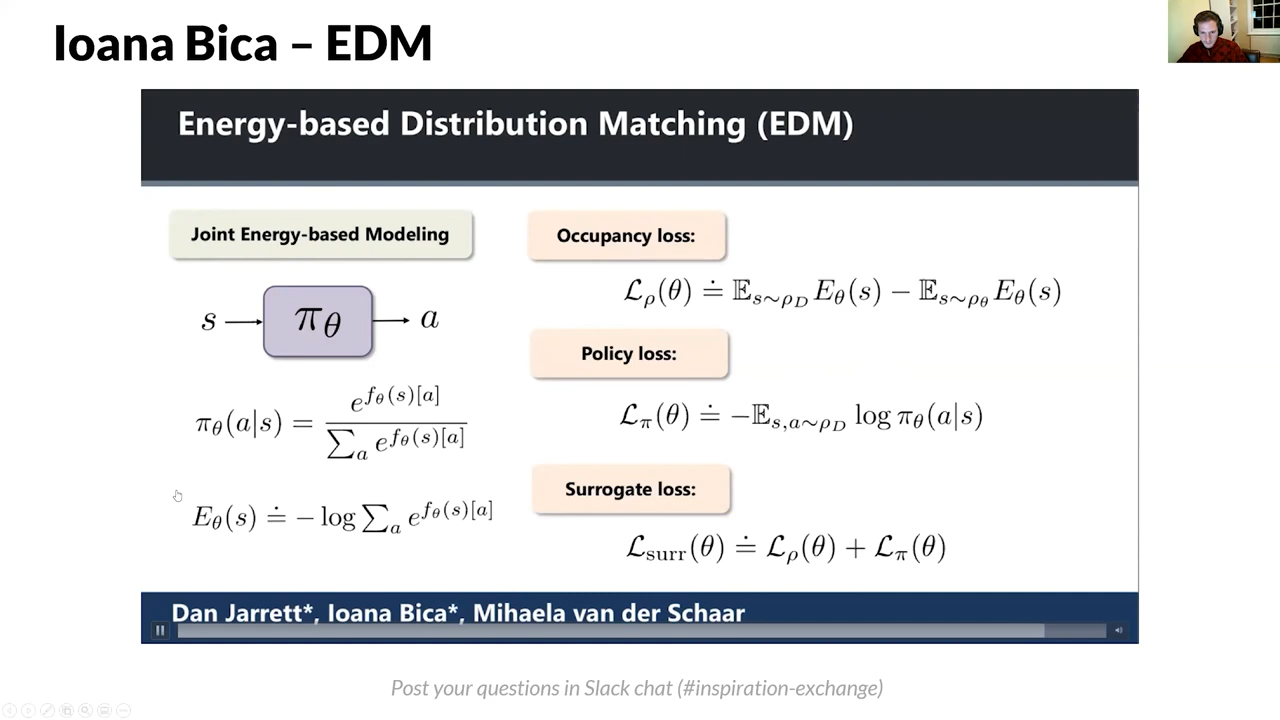 Ioana Bica – EDM
Energy-based Distribution Matching (EDM)
Joint Energy-based Modeling
s → π_θ → a
π_θ(a|s) = e^{f_θ(s)[a]} / ∑_a e^{f_θ(s)[a]}
E_θ(s) ≐ − log ∑_a e^{f_θ(s)[a]}
Occupancy loss:
ℒ_ρ(θ) ≐ 𝔼_{s∼ρ_D} E_θ(s) − 𝔼_{s∼ρ_θ} E_θ(s)
Policy loss:
ℒ_π(θ) ≐ −𝔼_{s,a∼ρ_D} log π_θ(a|s)
Surrogate loss:
ℒ_surr(θ) ≐ ℒ_ρ(θ) + ℒ_π(θ)
Dan Jarrett*, Ioana Bica*, Mihaela van der Schaar
Post your questions in Slack chat (#inspiration-exchange)